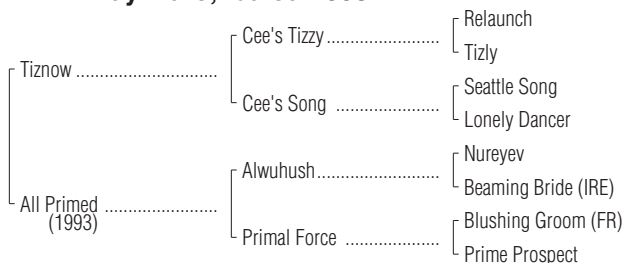 Cee's Tizzy ........................
Relaunch
Tizly
Tiznow ..............................
Cee's Song ......................
Seattle Song
Lonely Dancer
Alwuhush..........................
Nureyev
Beaming Bride (IRE)
All Primed ........................
(1993)
Primal Force ....................
Blushing Groom (FR)
Prime Prospect